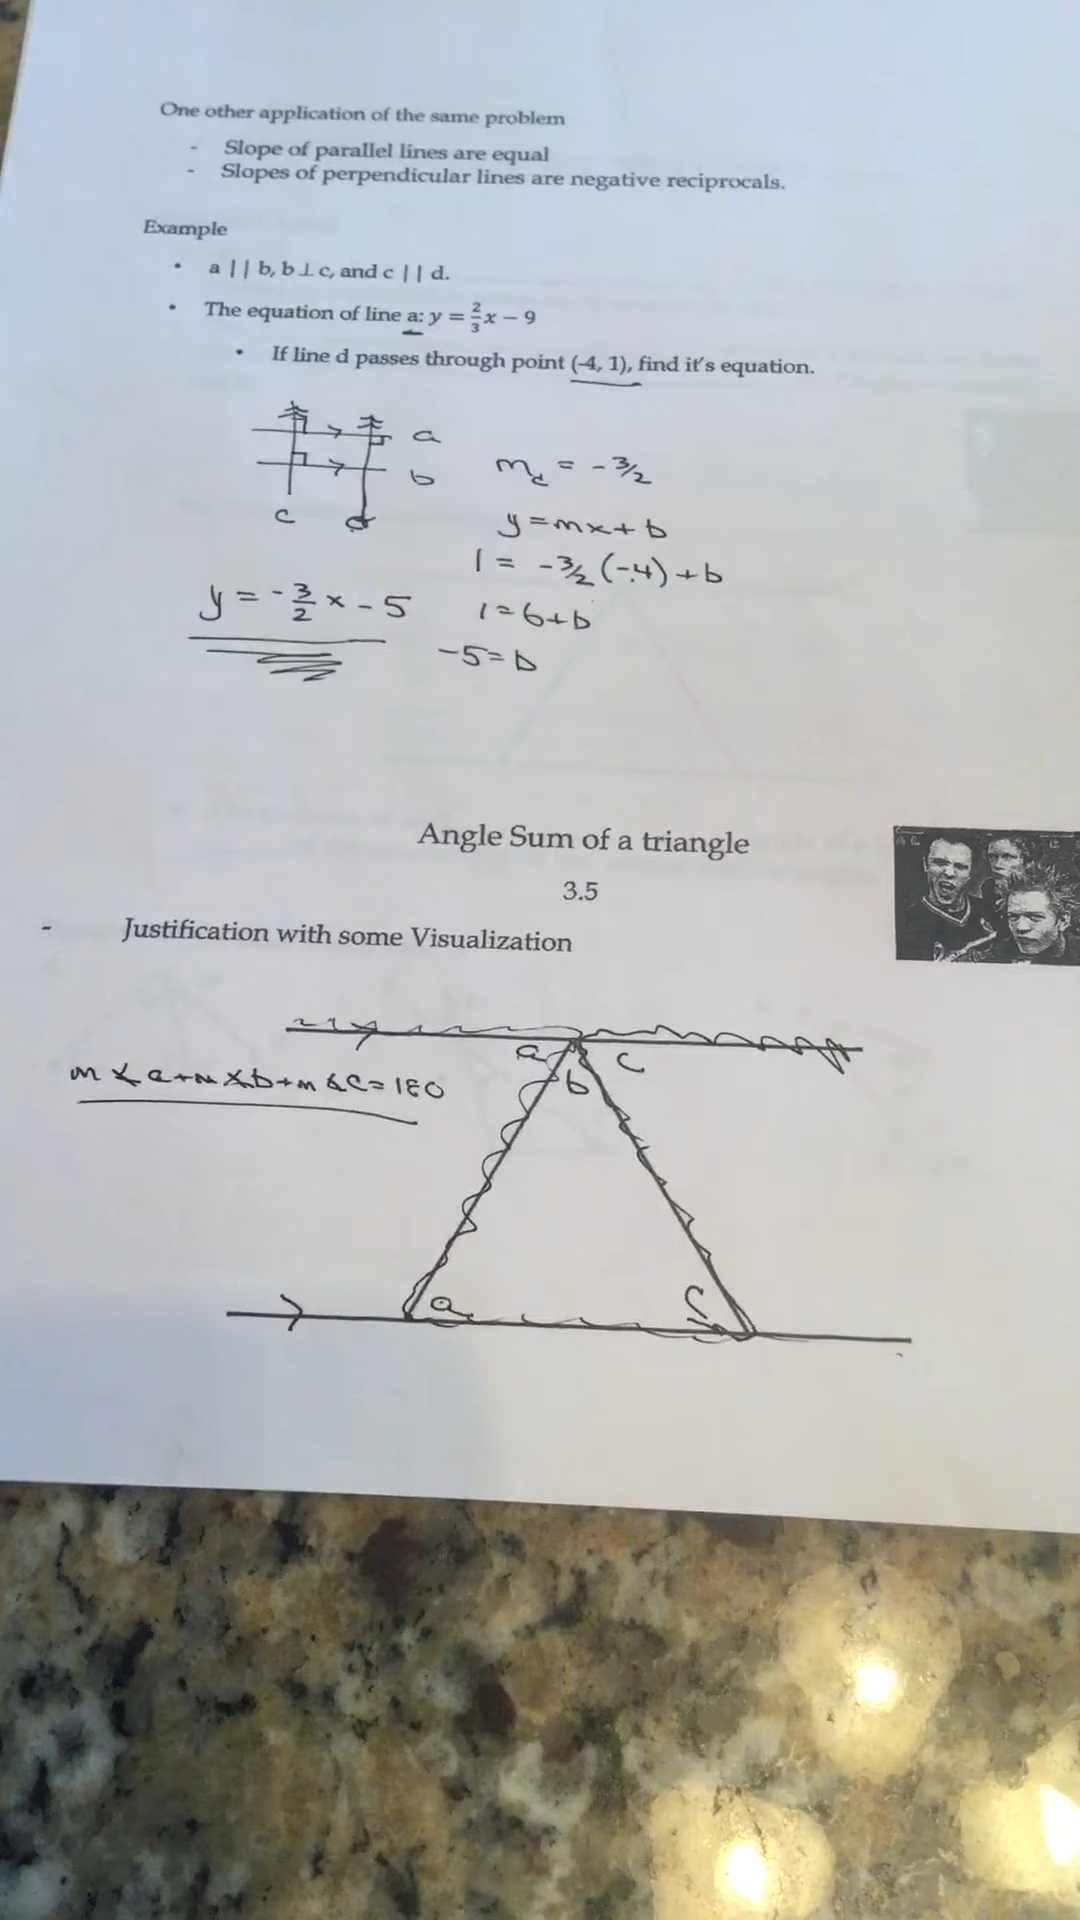 One other application of the same problem
- Slope of parallel lines are equal
- Slopes of perpendicular lines are negative reciprocals.
Example
• a || b, b⊥c, and c || d.
• The equation of line a: y = 2/3 x − 9
• If line d passes through point (-4, 1), find it's equation.
a
b
c d
m_d = -3/2
y = mx + b
1 = -3/2 (-4) + b
1 = 6 + b
-5 = b
y = -3/2 x - 5
Angle Sum of a triangle
3.5
- Justification with some Visualization
a b c
m∡a + m∡b + m∡c = 180
a c